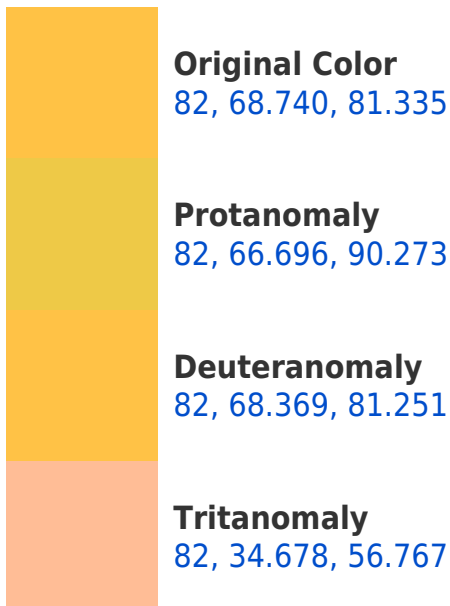 Original Color
82, 68.740, 81.335
Protanomaly
82, 66.696, 90.273
Deuteranomaly
82, 68.369, 81.251
Tritanomaly
82, 34.678, 56.767